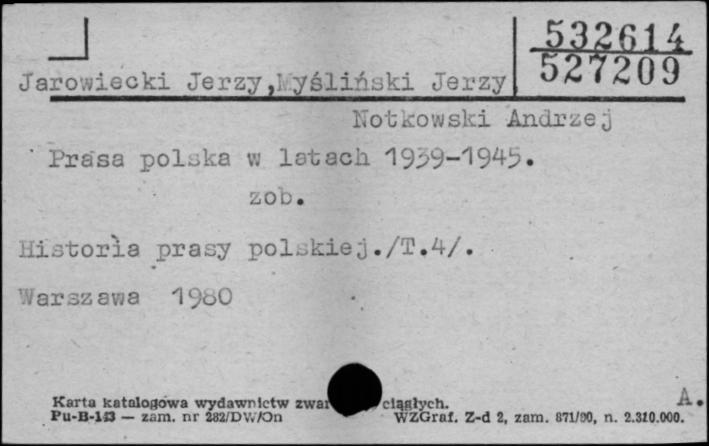 532614
527209
Jarowiecki Jerzy, Myśliński Jerzy
Notkowski Andrzej
Prasa polska w latach 1939-1945.
zob.
Historia prasy polskiej./T.4/.
Warszawa 1980
A.
Karta katalogowa wydawnictw ciągłych.
Pu-B-143 — zam. nr 282/DW/On WZGraf. Z-d 2, zam. 871/80, n. 2.310.000.